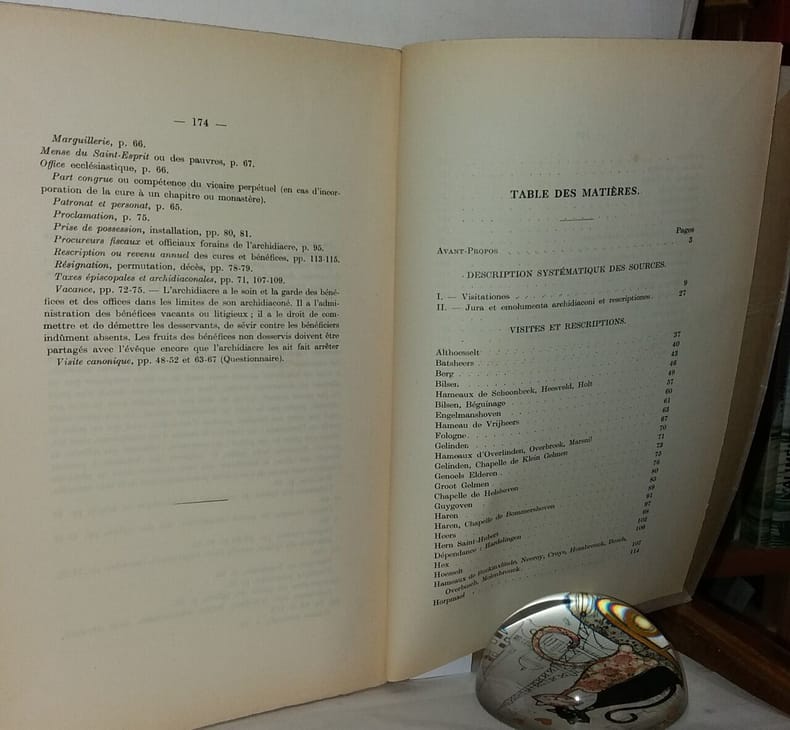 — 174 —
Marguillerie, p. 66.
Mense du Saint-Esprit ou des pauvres, p. 67.
Office ecclésiastique, p. 66.
Part congrue ou compétence du vicaire perpétuel (en cas d'incor-
poration de la cure à un chapitre ou monastère).
Patronat et personat, p. 65.
Proclamation, p. 75.
Prise de possession, installation, pp. 80, 81.
Procureurs fiscaux et officiaux forains de l'archidiacre, p. 95.
Rescription ou revenu annuel des cures et bénéfices, pp. 113-115.
Résignation, permutation, décès, pp. 78-79.
Taxes épiscopales et archidiaconales, pp. 71, 107-109.
Vacance, pp. 72-75. — L'archidiacre a le soin et la garde des béné-
fices et des offices dans les limites de son archidiaconé. Il a l'admi-
nistration des bénéfices vacants ou litigieux ; il a le droit de com-
mettre et de démettre les desservants, de sévir contre les bénéficiers
indûment absents. Les fruits des bénéfices non desservis doivent être
partagés avec l'évêque encore que l'archidiacre les ait fait arrêter
Visite canonique, pp. 48-52 et 63-67 (Questionnaire).
TABLE DES MATIÈRES.
Pages
AVANT-PROPOS 5
DESCRIPTION SYSTÉMATIQUE DES SOURCES.
I. — Visitationes 9
II. — Jura et emolumenta archidiaconi et rescriptiones. 27
VISITES ET RESCRIPTIONS.
Althoesselt 37
Batsheers 40
Berg 43
Bilsen 46
Hameaux de Schoonbeek, Heesveld, Holt
Bilsen, Béguinage 57
Engelmanshoven 60
Hameau de Vrijheers 61
Fologne 63
Gelinden 67
Hameaux d'Overlinden, Overbroek, Marsnil 70
Gelinden, Chapelle de Klein Gelmen 71
Genoels Elderen 73
Groot Gelmen 75
Chapelle de Helshoven
Guygoven
Haren
Haren, Chapelle de Bommershoven
Heers
Hern Saint-Hubert
Dépendance : Hardelingen
Hex
Hoesselt
Overbusch, Molenbroeck 107
Horpmael 114